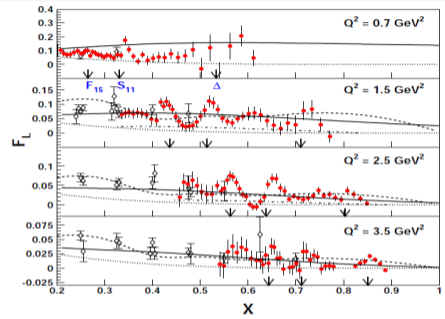 Q² = 0.7 GeV²
0.4
0.3
0.2
0.1
0
F₁₅ S₁₁ Δ
Q² = 1.5 GeV²
0.15
0.1
0.05
0
F_L
Q² = 2.5 GeV²
0.1
0.05
0
Q² = 3.5 GeV²
0.075
0.05
0.025
0
-0.025
0.2 0.3 0.4 0.5 0.6 0.7 0.8 0.9 1
x